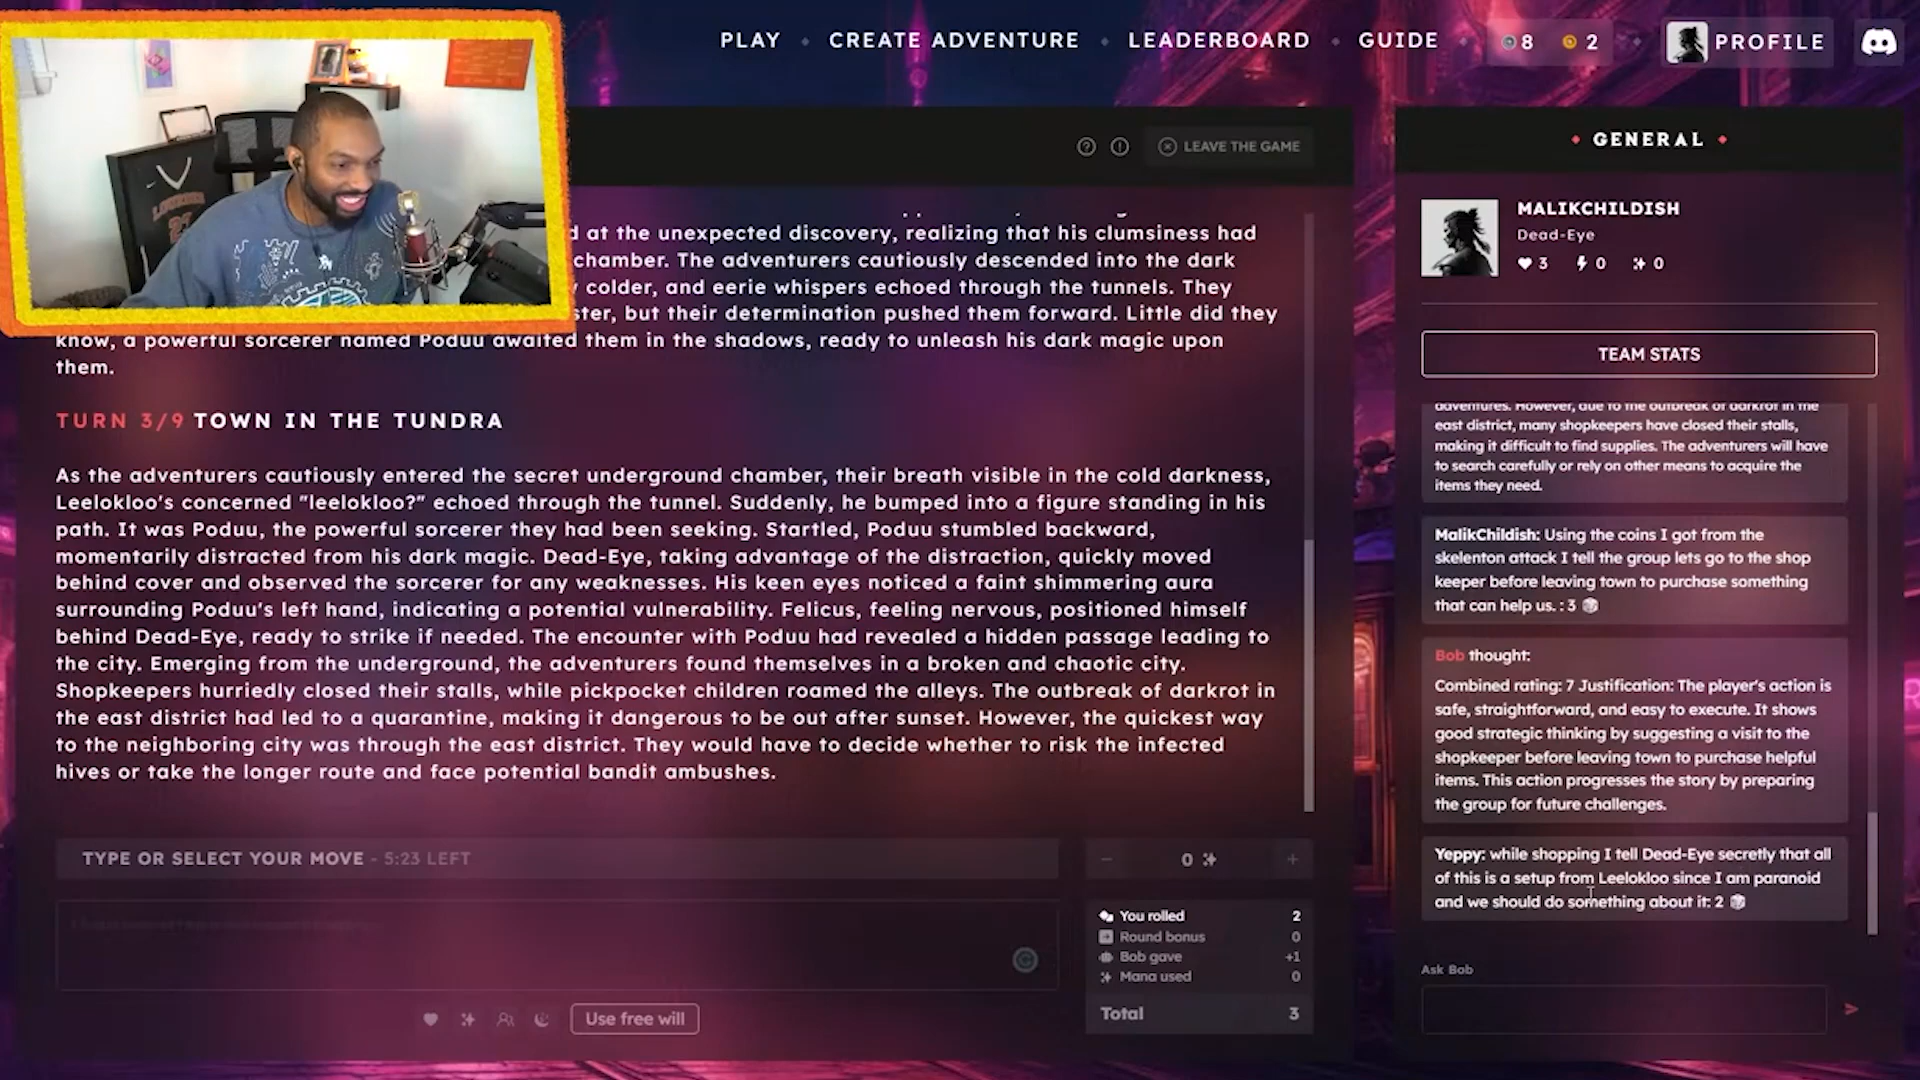 PLAY
CREATE ADVENTURE
LEADERBOARD
GUIDE
8
2
PROFILE
LEAVE THE GAME
at the unexpected discovery, realizing that his clumsiness had
chamber. The adventurers cautiously descended into the dark
colder, and eerie whispers echoed through the tunnels. They
but their determination pushed them forward. Little did they
know, a powerful sorcerer named Poduu awaited them in the shadows, ready to unleash his dark magic upon
them.
TURN 3/9 TOWN IN THE TUNDRA
As the adventurers cautiously entered the secret underground chamber, their breath visible in the cold darkness,
Leelokloo's concerned "leelokloo?" echoed through the tunnel. Suddenly, he bumped into a figure standing in his
path. It was Poduu, the powerful sorcerer they had been seeking. Startled, Poduu stumbled backward,
momentarily distracted from his dark magic. Dead-Eye, taking advantage of the distraction, quickly moved
behind cover and observed the sorcerer for any weaknesses. His keen eyes noticed a faint shimmering aura
surrounding Poduu's left hand, indicating a potential vulnerability. Felicus, feeling nervous, positioned himself
behind Dead-Eye, ready to strike if needed. The encounter with Poduu had revealed a hidden passage leading to
the city. Emerging from the underground, the adventurers found themselves in a broken and chaotic city.
Shopkeepers hurriedly closed their stalls, while pickpocket children roamed the alleys. The outbreak of darkrot in
the east district had led to a quarantine, making it dangerous to be out after sunset. However, the quickest way
to the neighboring city was through the east district. They would have to decide whether to risk the infected
hives or take the longer route and face potential bandit ambushes.
TYPE OR SELECT YOUR MOVE - 5:23 LEFT
Use free will
0
You rolled 2
Round bonus 0
Bob gave +1
Mana used 0
Total 3
GENERAL
MALIKCHILDISH
Dead-Eye
3 0 0
TEAM STATS
adventures. However, due to the outbreak of darkrot in the
east district, many shopkeepers have closed their stalls,
making it difficult to find supplies. The adventurers will have
to search carefully or rely on other means to acquire the
items they need.
MalikChildish: Using the coins I got from the
skelenton attack I tell the group lets go to the shop
keeper before leaving town to purchase something
that can help us. : 3
Bob thought:
Combined rating: 7 Justification: The player's action is
safe, straightforward, and easy to execute. It shows
good strategic thinking by suggesting a visit to the
shopkeeper before leaving town to purchase helpful
items. This action progresses the story by preparing
the group for future challenges.
Yeppy: while shopping I tell Dead-Eye secretly that all
of this is a setup from Leelokloo since I am paranoid
and we should do something about it: 2
Ask Bob